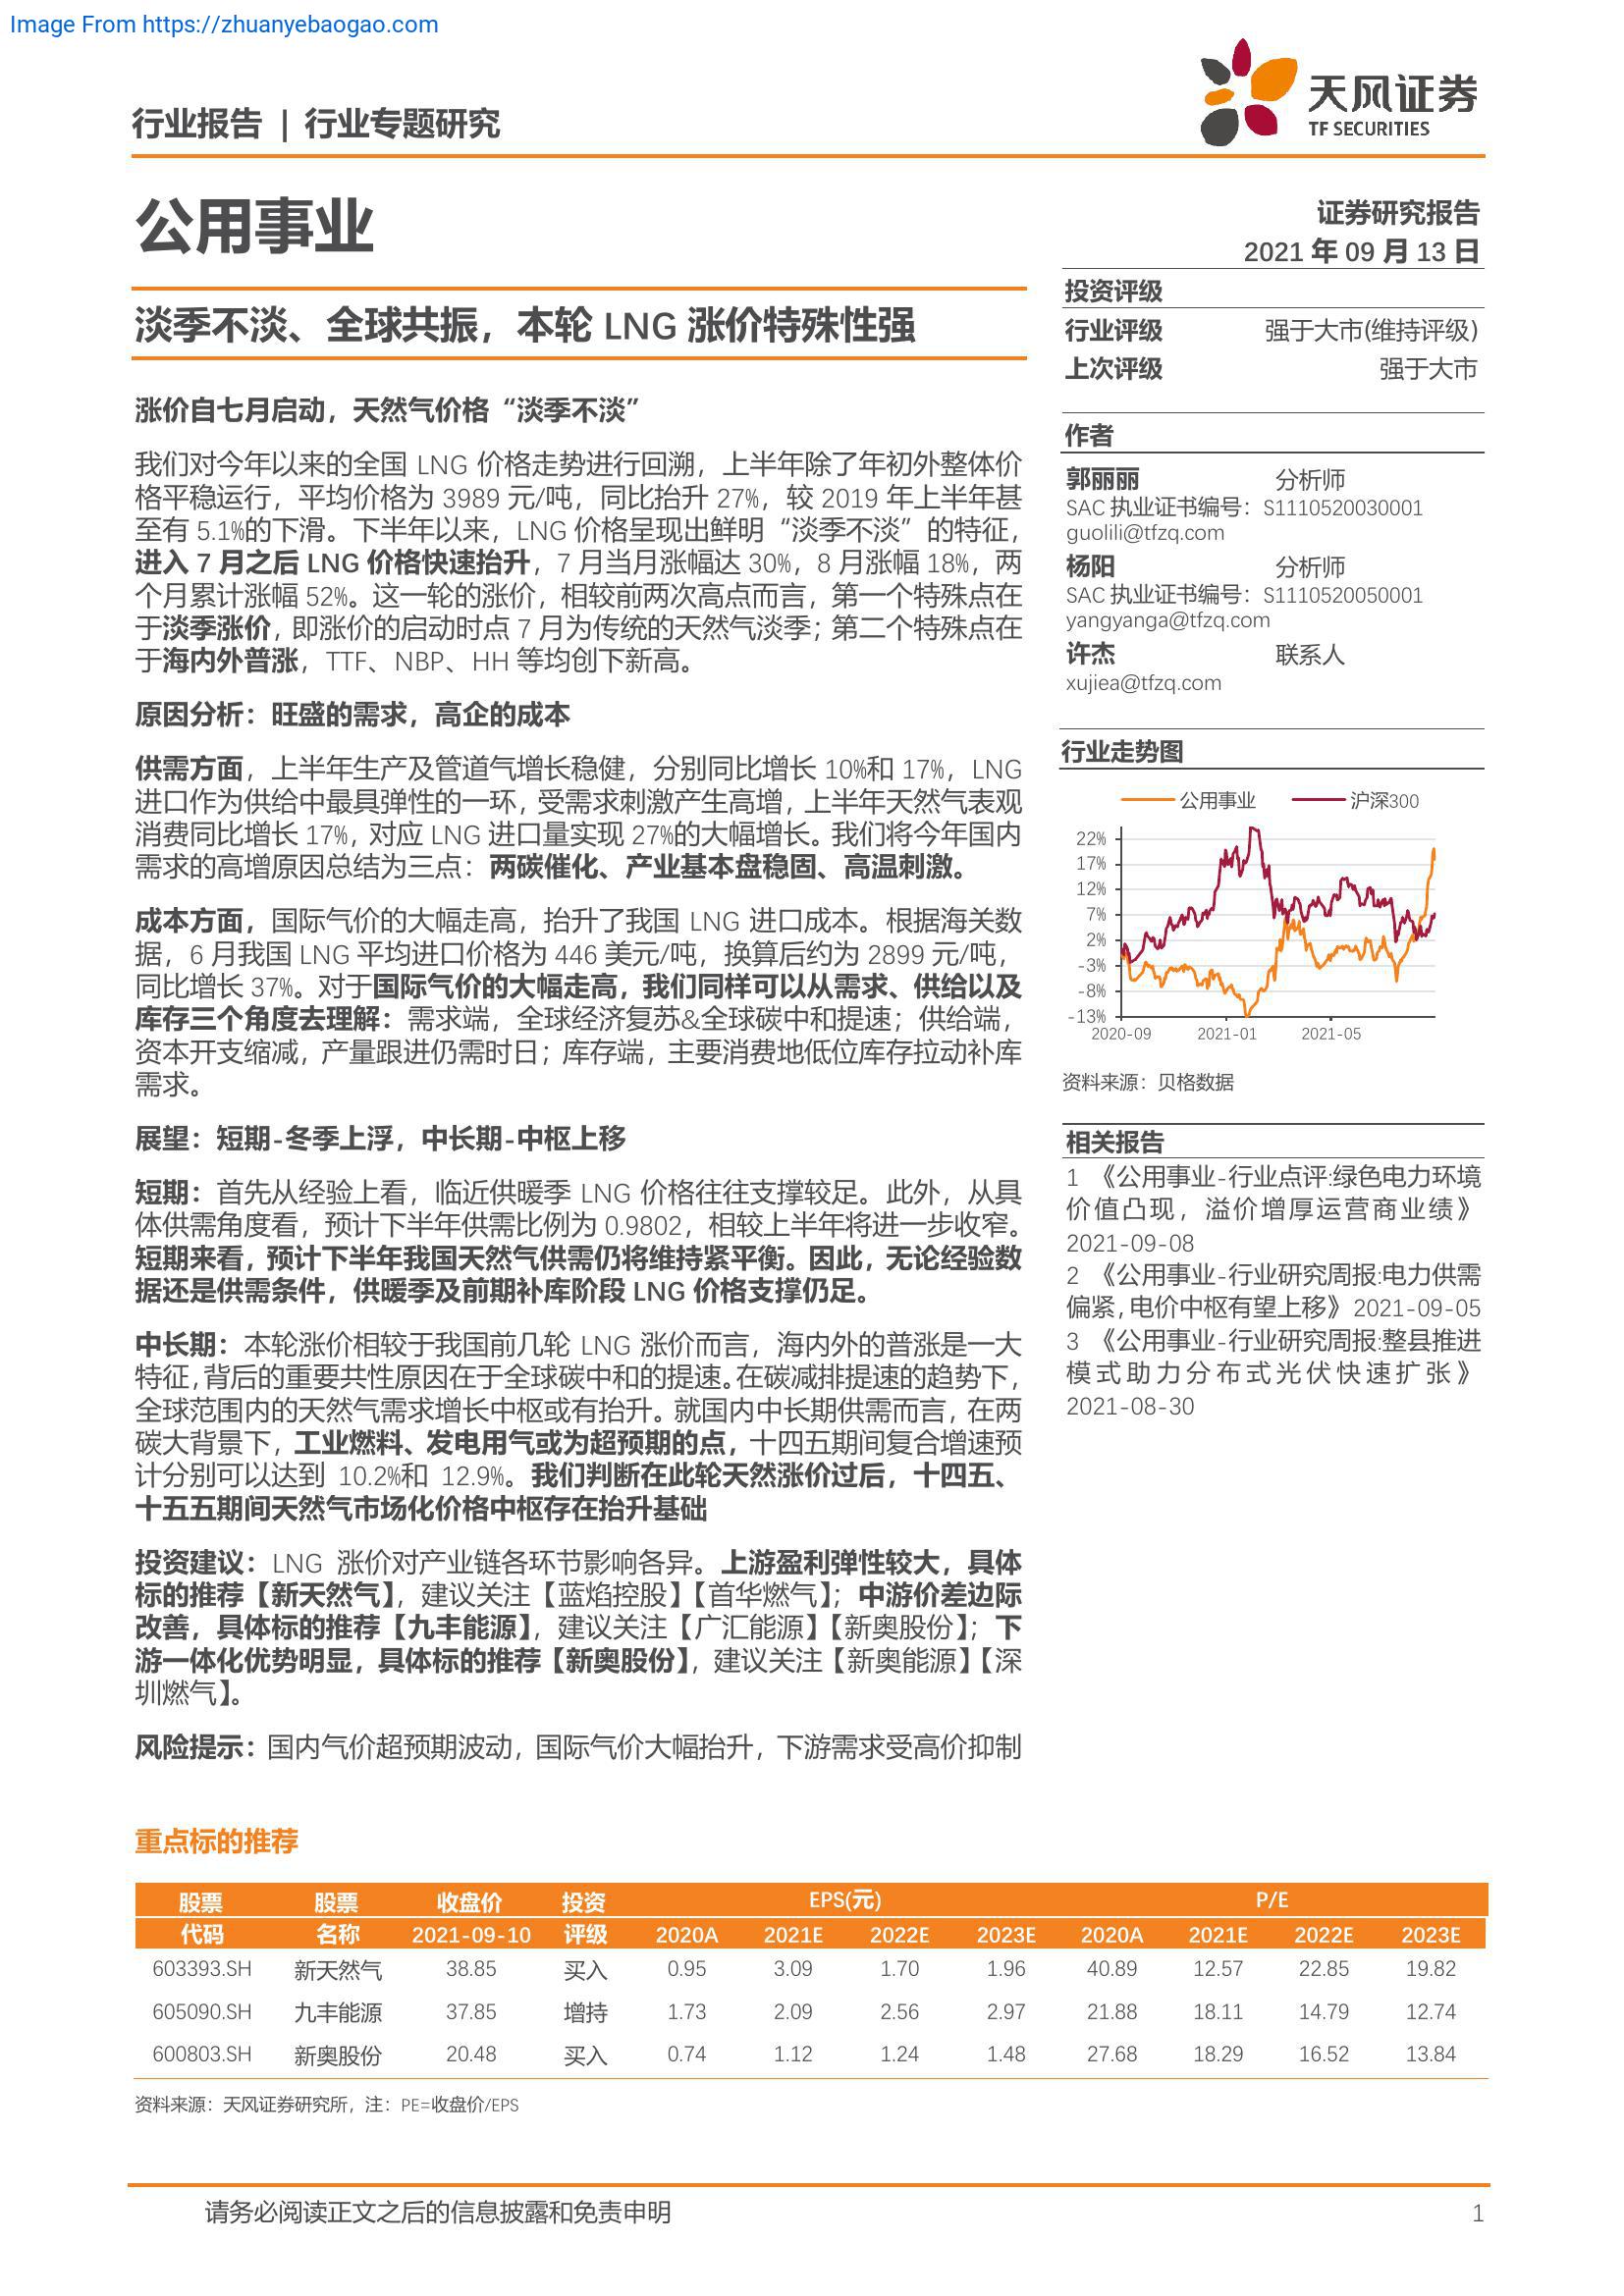 Image From https://zhuanyebaogao.com
天风证券
TF SECURITIES
行业报告 | 行业专题研究
公用事业
证券研究报告
2021 年 09 月 13 日
淡季不淡、全球共振，本轮 LNG 涨价特殊性强
涨价自七月启动，天然气价格“淡季不淡”
我们对今年以来的全国 LNG 价格走势进行回溯，上半年除了年初外整体价
格平稳运行，平均价格为 3989 元/吨，同比抬升 27%，较 2019 年上半年甚
至有 5.1%的下滑。下半年以来，LNG 价格呈现出鲜明“淡季不淡”的特征，
进入 7 月之后 LNG 价格快速抬升，7 月当月涨幅达 30%，8 月涨幅 18%，两
个月累计涨幅 52%。这一轮的涨价，相较前两次高点而言，第一个特殊点在
于淡季涨价，即涨价的启动时点 7 月为传统的天然气淡季；第二个特殊点在
于海内外普涨，TTF、NBP、HH 等均创下新高。
原因分析：旺盛的需求，高企的成本
供需方面，上半年生产及管道气增长稳健，分别同比增长 10%和 17%，LNG
进口作为供给中最具弹性的一环，受需求刺激产生高增，上半年天然气表观
消费同比增长 17%，对应 LNG 进口量实现 27%的大幅增长。我们将今年国内
需求的高增原因总结为三点：两碳催化、产业基本盘稳固、高温刺激。
成本方面，国际气价的大幅走高，抬升了我国 LNG 进口成本。根据海关数
据，6 月我国 LNG 平均进口价格为 446 美元/吨，换算后约为 2899 元/吨，
同比增长 37%。对于国际气价的大幅走高，我们同样可以从需求、供给以及
库存三个角度去理解：需求端，全球经济复苏&全球碳中和提速；供给端，
资本开支缩减，产量跟进仍需时日；库存端，主要消费地低位库存拉动补库
需求。
展望：短期-冬季上浮，中长期-中枢上移
短期：首先从经验上看，临近供暖季 LNG 价格往往支撑较足。此外，从具
体供需角度看，预计下半年供需比例为 0.9802，相较上半年将进一步收窄。
短期来看，预计下半年我国天然气供需仍将维持紧平衡。因此，无论经验数
据还是供需条件，供暖季及前期补库阶段 LNG 价格支撑仍足。
中长期：本轮涨价相较于我国前几轮 LNG 涨价而言，海内外的普涨是一大
特征，背后的重要共性原因在于全球碳中和的提速。在碳减排提速的趋势下，
全球范围内的天然气需求增长中枢或有抬升。就国内中长期供需而言，在两
碳大背景下，工业燃料、发电用气或为超预期的点，十四五期间复合增速预
计分别可以达到 10.2%和 12.9%。我们判断在此轮天然涨价过后，十四五、
十五五期间天然气市场化价格中枢存在抬升基础
投资建议：LNG 涨价对产业链各环节影响各异。上游盈利弹性较大，具体
标的推荐【新天然气】，建议关注【蓝焰控股】【首华燃气】；中游价差边际
改善，具体标的推荐【九丰能源】，建议关注【广汇能源】【新奥股份】；下
游一体化优势明显，具体标的推荐【新奥股份】，建议关注【新奥能源】【深
圳燃气】。
风险提示：国内气价超预期波动，国际气价大幅抬升，下游需求受高价抑制
投资评级
行业评级 强于大市(维持评级)
上次评级 强于大市
作者
郭丽丽 分析师
SAC 执业证书编号：S1110520030001
guolili@tfzq.com
杨阳 分析师
SAC 执业证书编号：S1110520050001
yangyanga@tfzq.com
许杰 联系人
xujiea@tfzq.com
行业走势图
公用事业 沪深300
22%
17%
12%
7%
2%
-3%
-8%
-13%
2020-09 2021-01 2021-05
资料来源：贝格数据
相关报告
1 《公用事业-行业点评:绿色电力环境
价值凸现，溢价增厚运营商业绩》
2021-09-08
2 《公用事业-行业研究周报:电力供需
偏紧，电价中枢有望上移》 2021-09-05
3 《公用事业-行业研究周报:整县推进
模式助力分布式光伏快速扩张》
2021-08-30
重点标的推荐
股票 股票 收盘价 投资 EPS(元) P/E
代码 名称 2021-09-10 评级 2020A 2021E 2022E 2023E 2020A 2021E 2022E 2023E
603393.SH 新天然气 38.85 买入 0.95 3.09 1.70 1.96 40.89 12.57 22.85 19.82
605090.SH 九丰能源 37.85 增持 1.73 2.09 2.56 2.97 21.88 18.11 14.79 12.74
600803.SH 新奥股份 20.48 买入 0.74 1.12 1.24 1.48 27.68 18.29 16.52 13.84
资料来源：天风证券研究所，注：PE=收盘价/EPS
请务必阅读正文之后的信息披露和免责申明 1